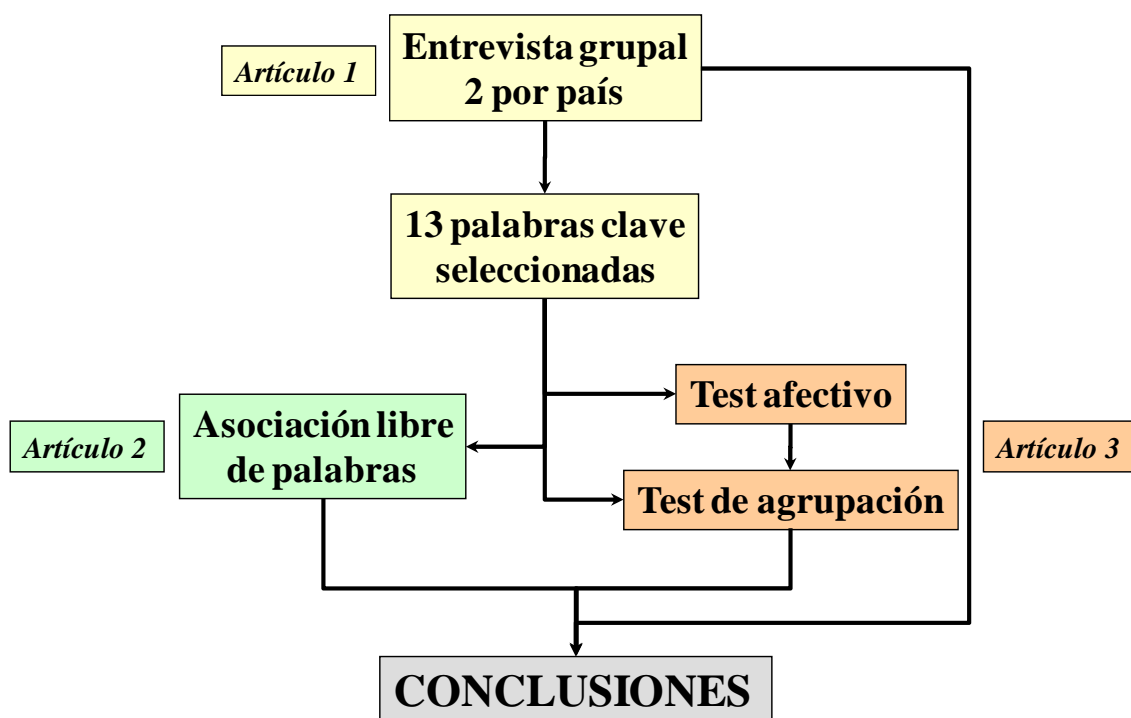 Artículo 1
Entrevista grupal
2 por país
13 palabras clave
seleccionadas
Test afectivo
Artículo 2
Asociación libre
de palabras
Artículo 3
Test de agrupación
CONCLUSIONES